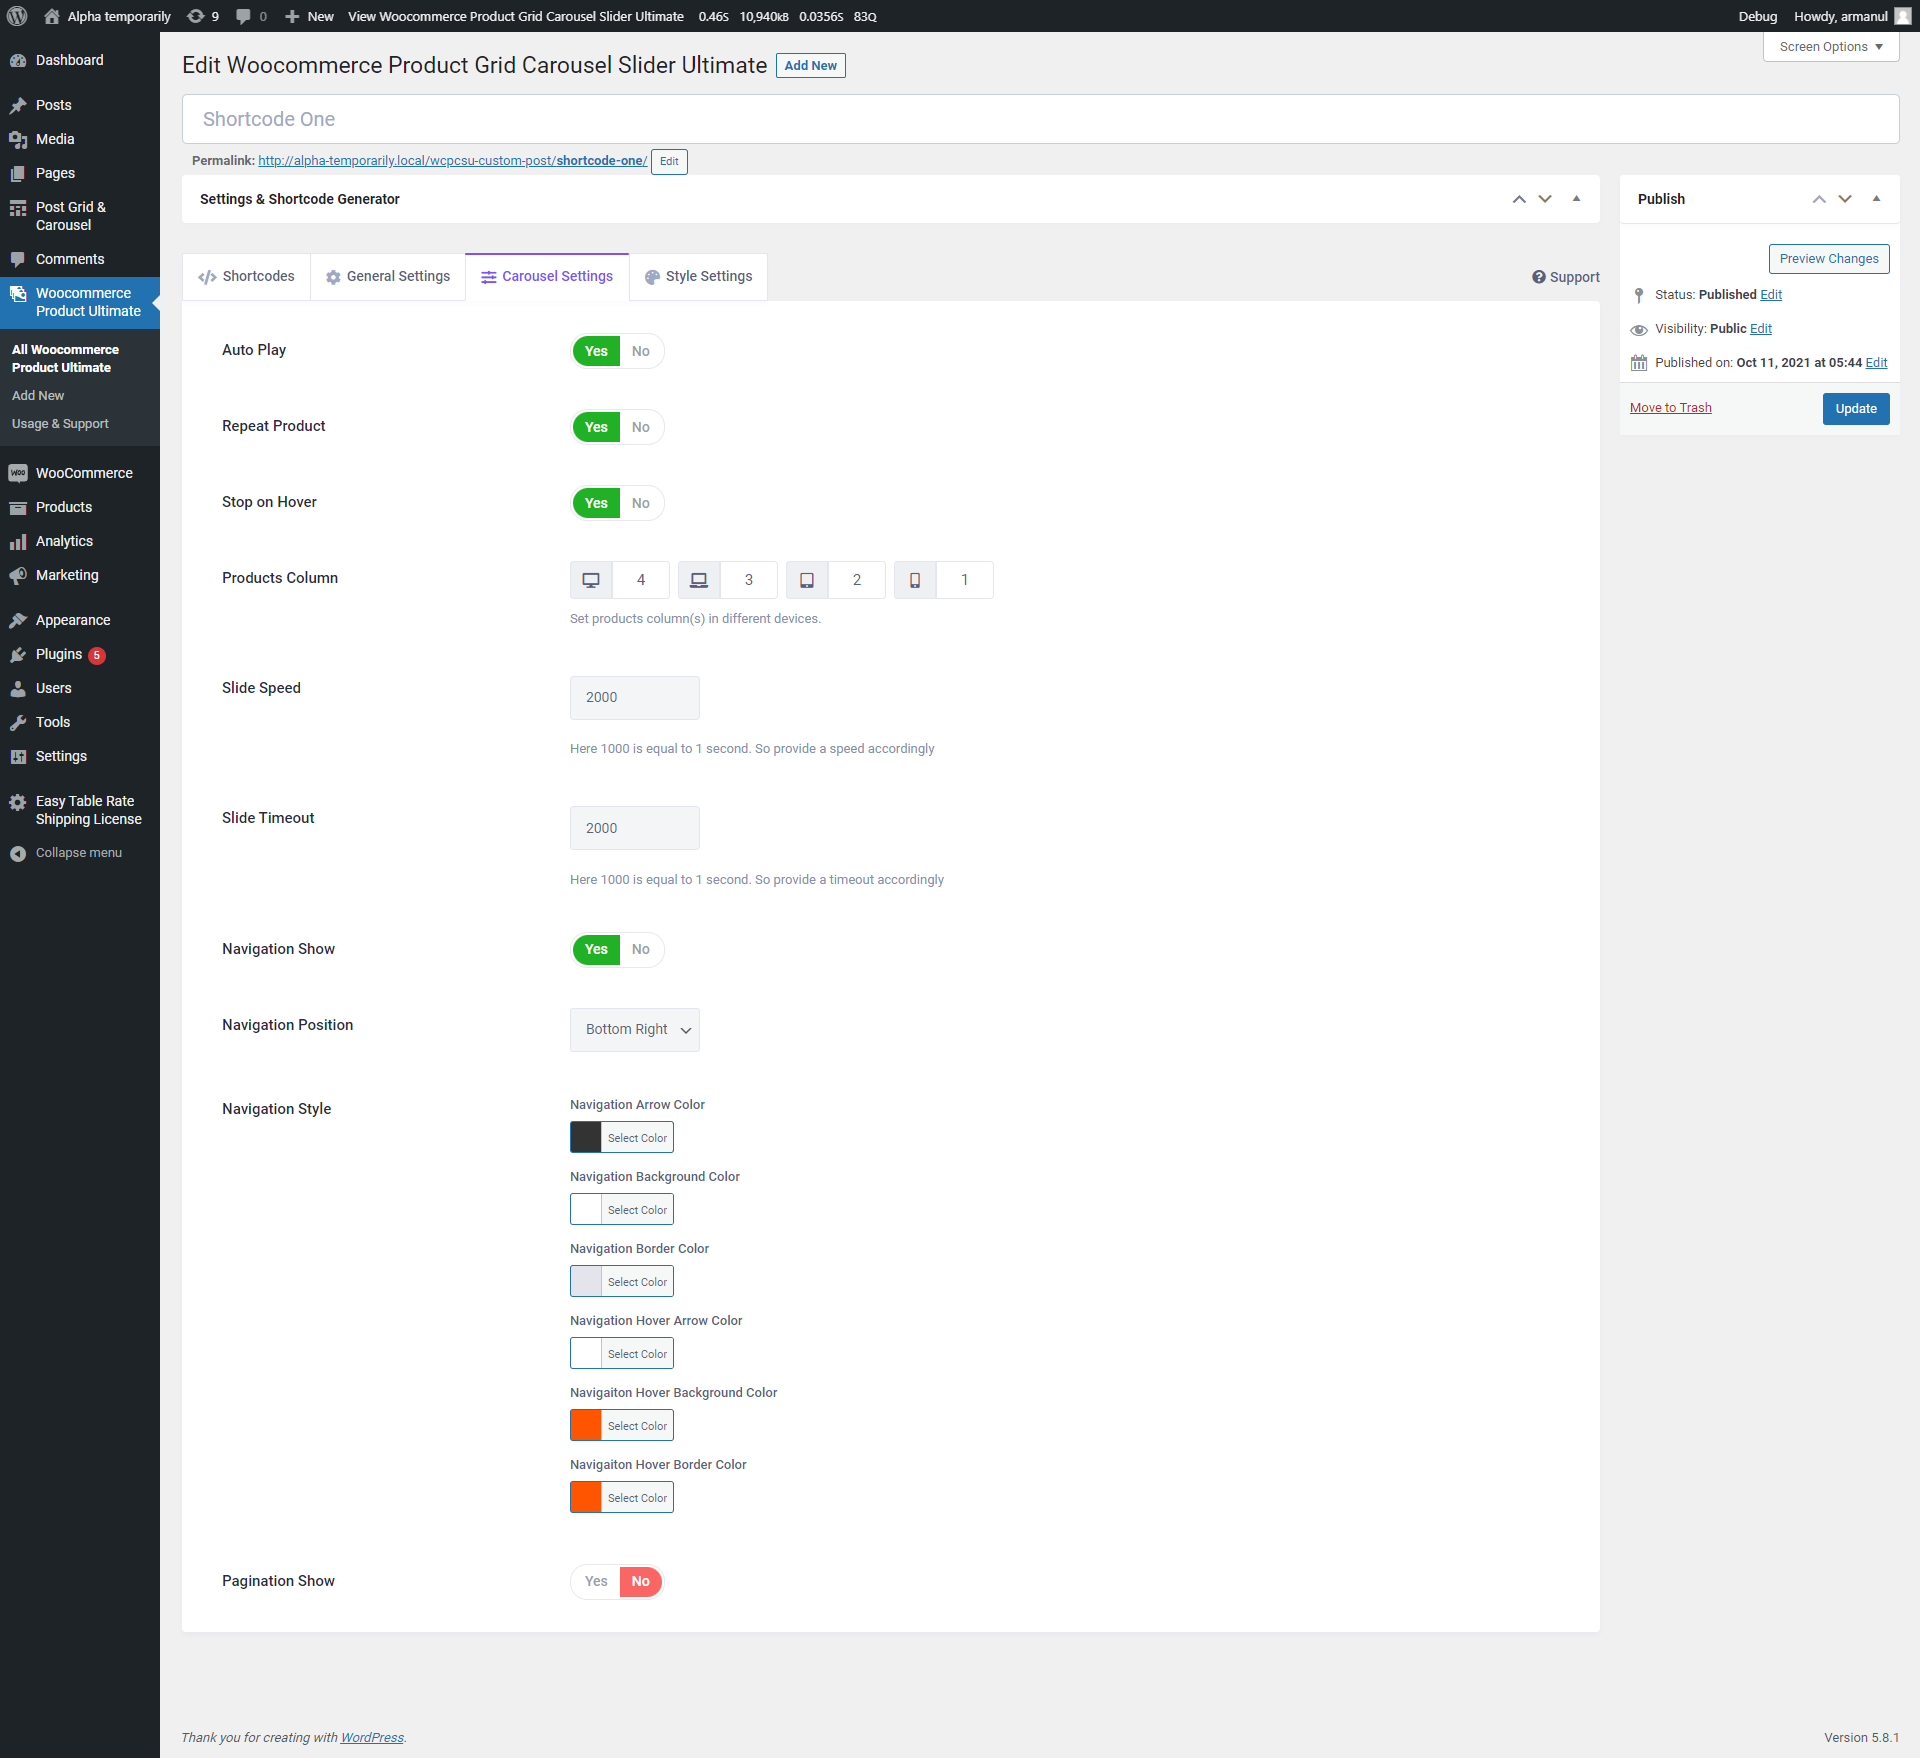 Alpha temporarily 9 0 New View Woocommerce Product Grid Carousel Slider Ultimate 0.46S 10,940KB 0.0356S 83Q Debug Howdy, armanul
Screen Options
Edit Woocommerce Product Grid Carousel Slider Ultimate Add New
Shortcode One
Permalink: http://alpha-temporarily.local/wcpcsu-custom-post/shortcode-one/ Edit
Dashboard
Posts
Media
Pages
Post Grid &
Carousel
Comments
Woocommerce
Product Ultimate
All Woocommerce
Product Ultimate
Add New
Usage & Support
WOO WooCommerce
Products
Analytics
Marketing
Appearance
Plugins 5
Users
Tools
Settings
Easy Table Rate
Shipping License
Collapse menu
Settings & Shortcode Generator
Shortcodes General Settings Carousel Settings Style Settings Support
Auto Play Yes No
Repeat Product Yes No
Stop on Hover Yes No
Products Column 4 3 2 1
Set products column(s) in different devices.
Slide Speed 2000
Here 1000 is equal to 1 second. So provide a speed accordingly
Slide Timeout 2000
Here 1000 is equal to 1 second. So provide a timeout accordingly
Navigation Show Yes No
Navigation Position Bottom Right
Navigation Style
Navigation Arrow Color
Select Color
Navigation Background Color
Select Color
Navigation Border Color
Select Color
Navigation Hover Arrow Color
Select Color
Navigaiton Hover Background Color
Select Color
Navigaiton Hover Border Color
Select Color
Pagination Show Yes No
Publish
Preview Changes
Status: Published Edit
Visibility: Public Edit
Published on: Oct 11, 2021 at 05:44 Edit
Move to Trash Update
Thank you for creating with WordPress. Version 5.8.1